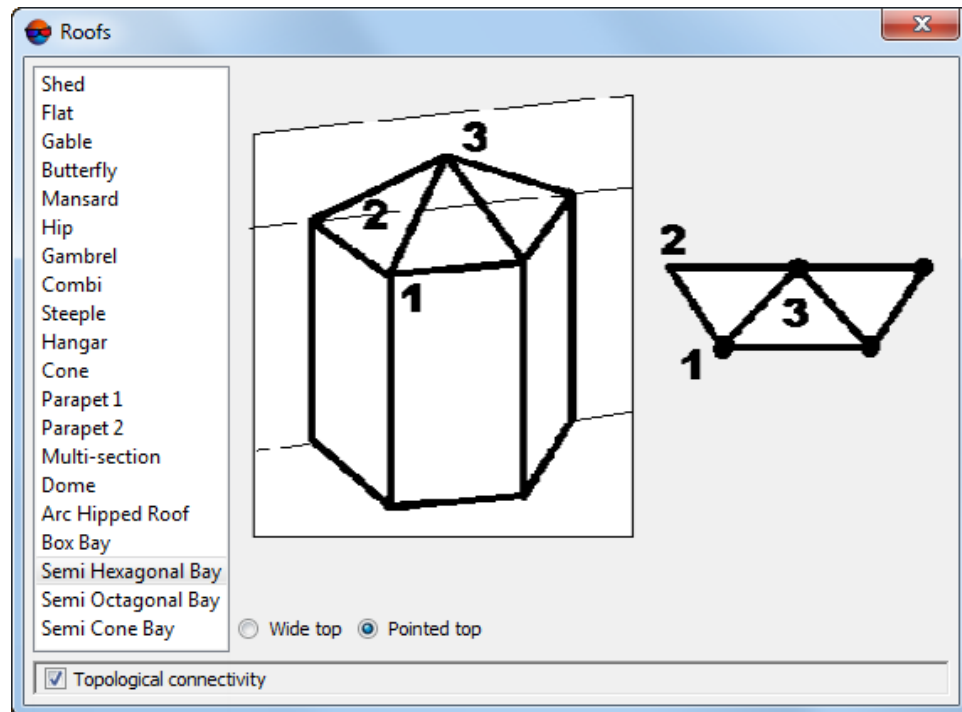 Roofs
Shed
Flat
Gable
Butterfly
Mansard
Hip
Gambrel
Combi
Steeple
Hangar
Cone
Parapet 1
Parapet 2
Multi-section
Dome
Arc Hipped Roof
Box Bay
Semi Hexagonal Bay
Semi Octagonal Bay
Semi Cone Bay
3
2
1
2
3
1
Wide top Pointed top
Topological connectivity